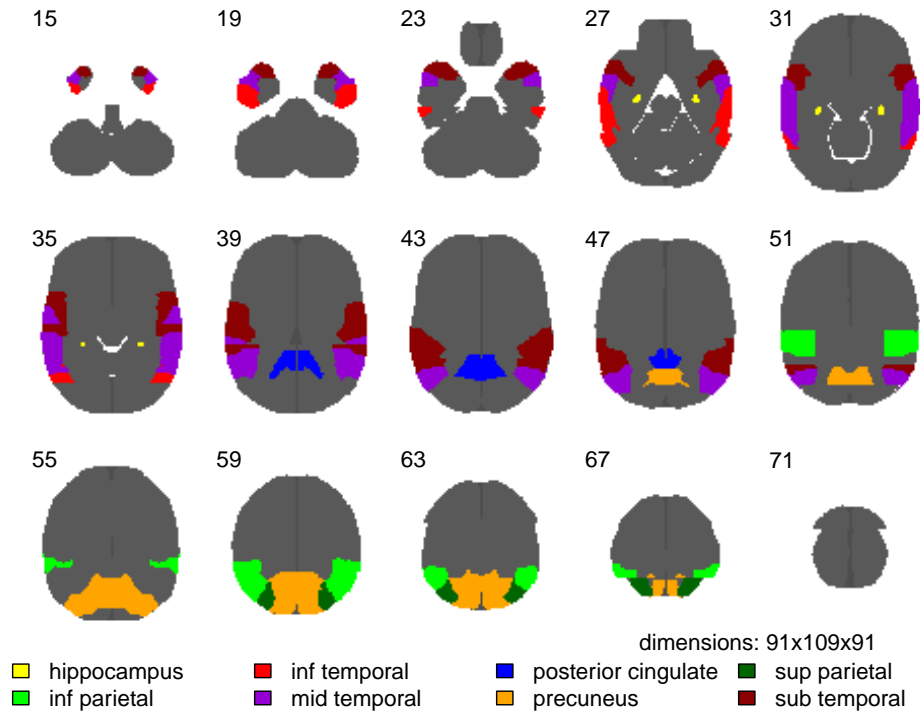 15 19 23 27 31
35 39 43 47 51
55 59 63 67 71
dimensions: 91x109x91
hippocampus inf temporal posterior cingulate sup parietal
inf parietal mid temporal precuneus sub temporal